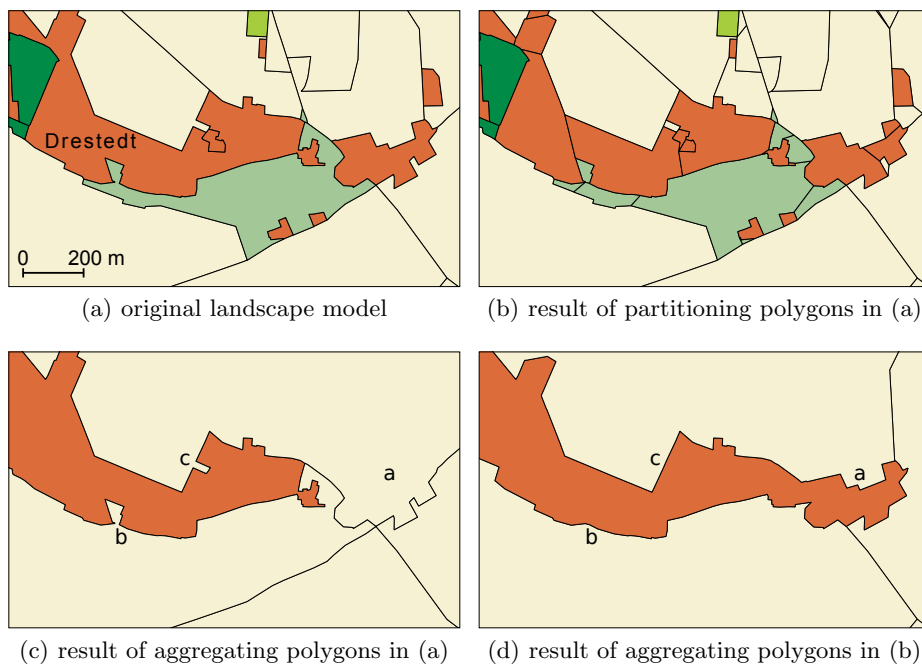 Drestedt
0 200 m
(a) original landscape model
(b) result of partitioning polygons in (a)
c
a
b
c
a
b
(c) result of aggregating polygons in (a)
(d) result of aggregating polygons in (b)